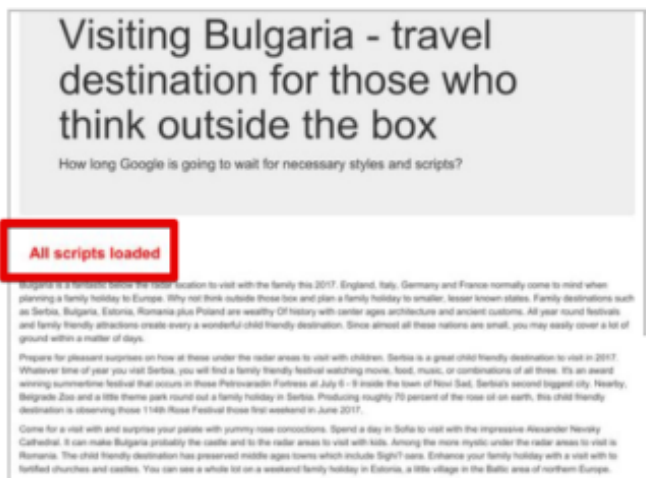 Visiting Bulgaria - travel
destination for those who
think outside the box
How long Google is going to wait for necessary styles and scripts?
All scripts loaded
Bulgaria is a fantastic below the radar location to visit with the family this 2017. England, Italy, Germany and France normally come to mind when
planning a family holiday to Europe. Why not think outside those box and plan a family holiday to smaller, lesser known states. Family destinations such
as Serbia, Bulgaria, Estonia, Romania plus Poland are wealthy Of history with center ages architecture and ancient customs. All year round festivals
and family friendly attractions create every a wonderful child friendly destination. Since almost all these nations are small, you may easily cover a lot of
ground within a matter of days.
Prepare for pleasant surprises on how at these under the radar areas to visit with children. Serbia is a great child friendly destination to visit in 2017.
Whatever time of year you visit Serbia, you will find a family friendly festival watching movie, food, music, or combinations of all three. It's an award
winning summertime festival that occurs in those Petrovaradin Fortress at July 6 - 9 inside the town of Novi Sad, Serbia's second biggest city. Nearby,
Belgrade Zoo and a little theme park round out a family holiday in Serbia. Producing roughly 70 percent of the rose oil on earth, this child friendly
destination is observing those 114th Rose Festival those first weekend in June 2017.
Come for a visit with and surprise your palate with yummy rose concoctions. Spend a day in Sofia to visit with the impressive Alexander Nevsky
Cathedral. It can make Bulgaria probably the castle and to the radar areas to visit with kids. Among the more mystic under the radar areas to visit is
Romania. The child friendly destination has preserved middle ages towns which include Sighi? oara. Enhance your family holiday with a visit with to
fortified churches and castles. You can see a whole lot on a weekend family holiday in Estonia, a little village in the Baltic area of northern Europe.